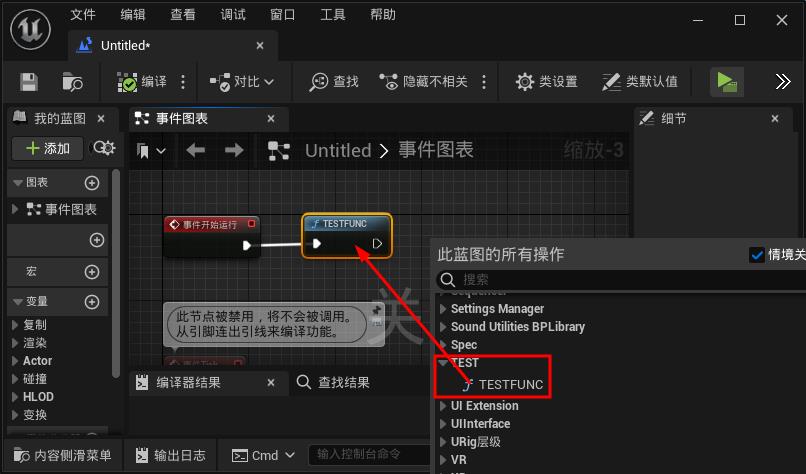 文件 编辑 查看 调试 窗口 工具 帮助
Untitled*
编译 对比 查找 隐藏不相关 类设置 类默认值
我的蓝图 事件图表 细节
添加 Untitled 事件图表 缩放-3
图表
事件图表
宏
变量
复制
渲染
Actor
碰撞
HLOD
变换
事件开始运行 TESTFUNC
此节点被禁用，将不会被调用。
从引脚连出引线来编译功能。
关
此蓝图的所有操作 情境关
搜索
Settings Manager
Sound Utilities BPLibrary
Spec
TEST
TESTFUNC
UI Extension
UIInterface
URig层级
VR
编译器结果 查找结果
内容侧滑菜单 输出日志 Cmd 输入控制台命令